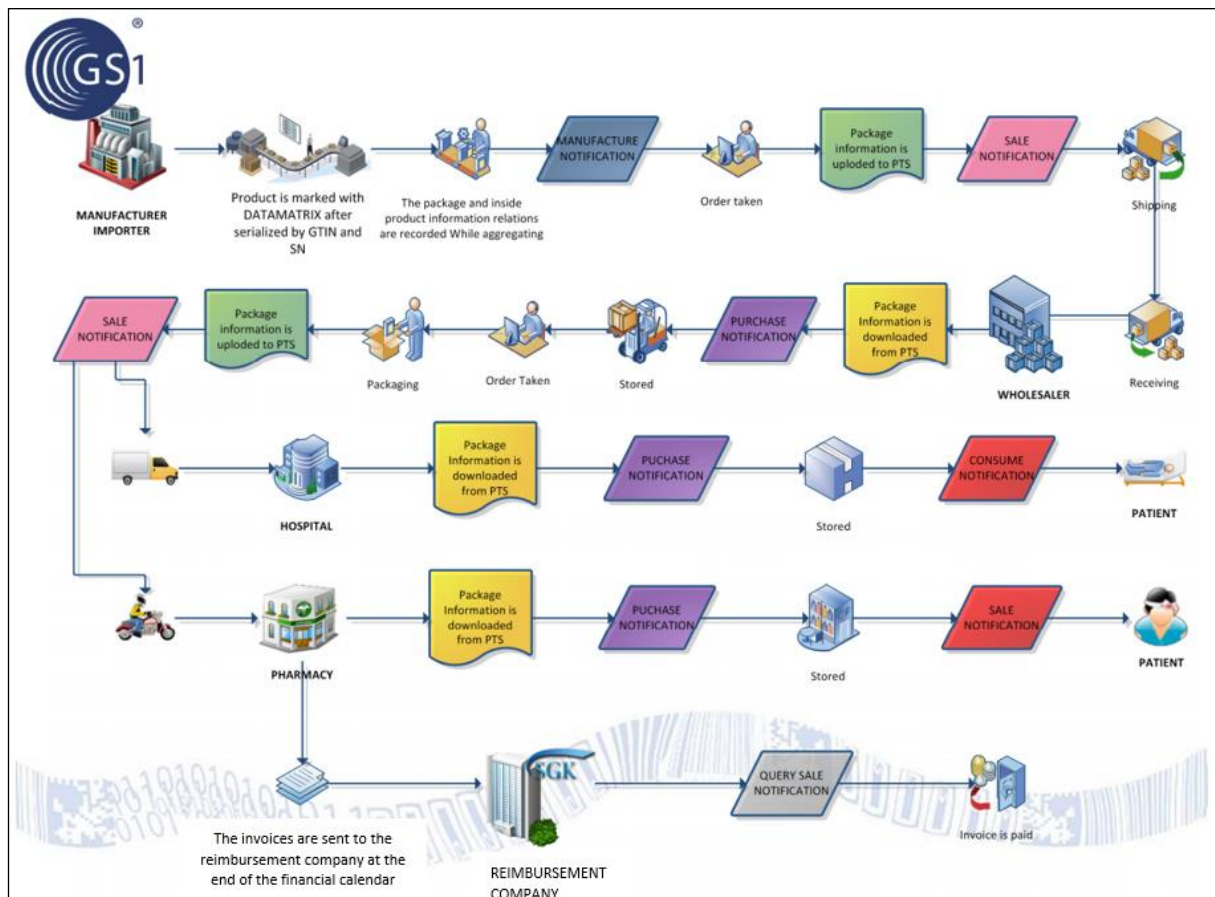 GS1
®
MANUFACTURER
IMPORTER
Product is marked with
DATAMATRIX after
serialized by GTIN and
SN
The package and inside
product information relations
are recorded While aggregating
MANUFACTURE
NOTIFICATION
Order taken
Package
information is
uploded to PTS
SALE
NOTIFICATION
Shipping
SALE
NOTIFICATION
Package
information is
uploded to PTS
Packaging
Order Taken
Stored
PURCHASE
NOTIFICATION
Package
Information is
downloaded
from PTS
WHOLESALER
Receiving
HOSPITAL
Package
Information is
downloaded
from PTS
PUCHASE
NOTIFICATION
Stored
CONSUME
NOTIFICATION
PATIENT
PHARMACY
Package
Information is
downloaded
from PTS
PUCHASE
NOTIFICATION
Stored
SALE
NOTIFICATION
PATIENT
The invoices are sent to the
reimbursement company at the
end of the financial calendar
SGK
REIMBURSEMENT
COMPANY
QUERY SALE
NOTIFICATION
Invoice is paid